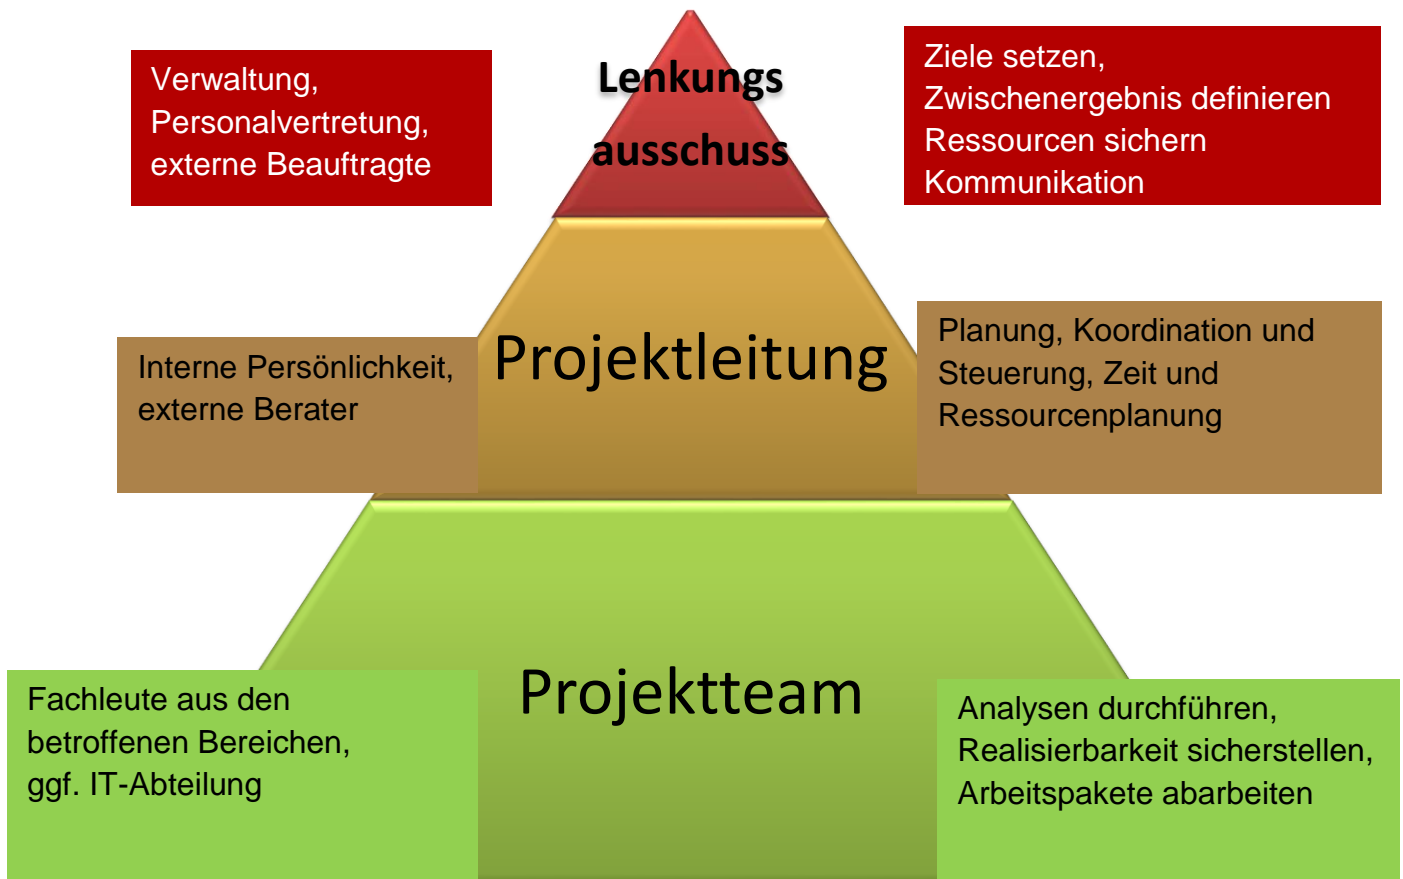 Verwaltung,
Personalvertretung,
externe Beauftragte
Lenkungs
ausschuss
Ziele setzen,
Zwischenergebnis definieren
Ressourcen sichern
Kommunikation
Interne Persönlichkeit,
externe Berater
Projektleitung
Planung, Koordination und
Steuerung, Zeit und
Ressourcenplanung
Fachleute aus den
betroffenen Bereichen,
ggf. IT-Abteilung
Projektteam
Analysen durchführen,
Realisierbarkeit sicherstellen,
Arbeitspakete abarbeiten